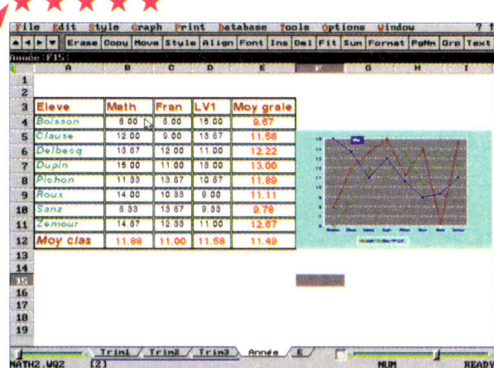 File Edit Style Graph Print Database Tools Options Window ?
Erase Copy Move Style Align Font Ins Del Fit Sum Format PgNm Grp Text
Année:F15:
A B C D E F G H I
1
2
3 Eleve Math Fran LV1 Moy grale
4 Boisson 8.00 6.00 15.00 9.67
5 Clause 12.00 9.00 13.67 11.56
6 Delbecq 13.67 12.00 11.00 12.22
7 Dupin 15.00 11.00 13.00 13.00
8 Pichon 11.33 13.67 10.67 11.89
9 Roux 14.00 10.33 9.00 11.11
10 Sanz 6.33 13.67 9.33 9.78
11 Zemour 14.67 12.33 11.00 12.67
12 Moy clas 11.88 11.00 11.58 11.49
13
14
15
16
17
18
19
Trim1 Trim2 Trim3 Année E
MATH2.WQ2 [2] NUM READY